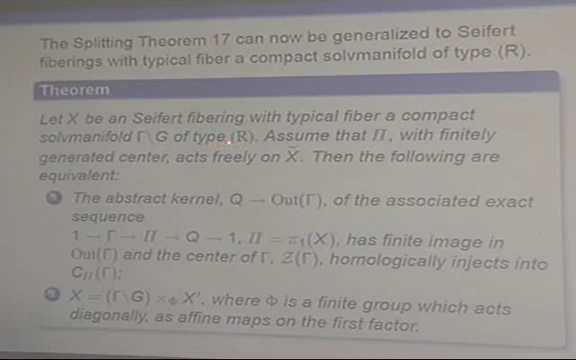 The Splitting Theorem 17 can now be generalized to Seifert
fiberings with typical fiber a compact solvmanifold of type (R).
Theorem
Let X be an Seifert fibering with typical fiber a compact
solvmanifold Γ\G of type (R). Assume that Π, with finitely
generated center, acts freely on X̃. Then the following are
equivalent:
1 The abstract kernel, Q → Out(Γ), of the associated exact
sequence
1 → Γ → Π → Q → 1, Π = π₁(X), has finite image in
Out(Γ) and the center of Γ, Z(Γ), homologically injects into
C_Π(Γ);
2 X = (Γ\G) ×_Φ X′, where Φ is a finite group which acts
diagonally, as affine maps on the first factor.